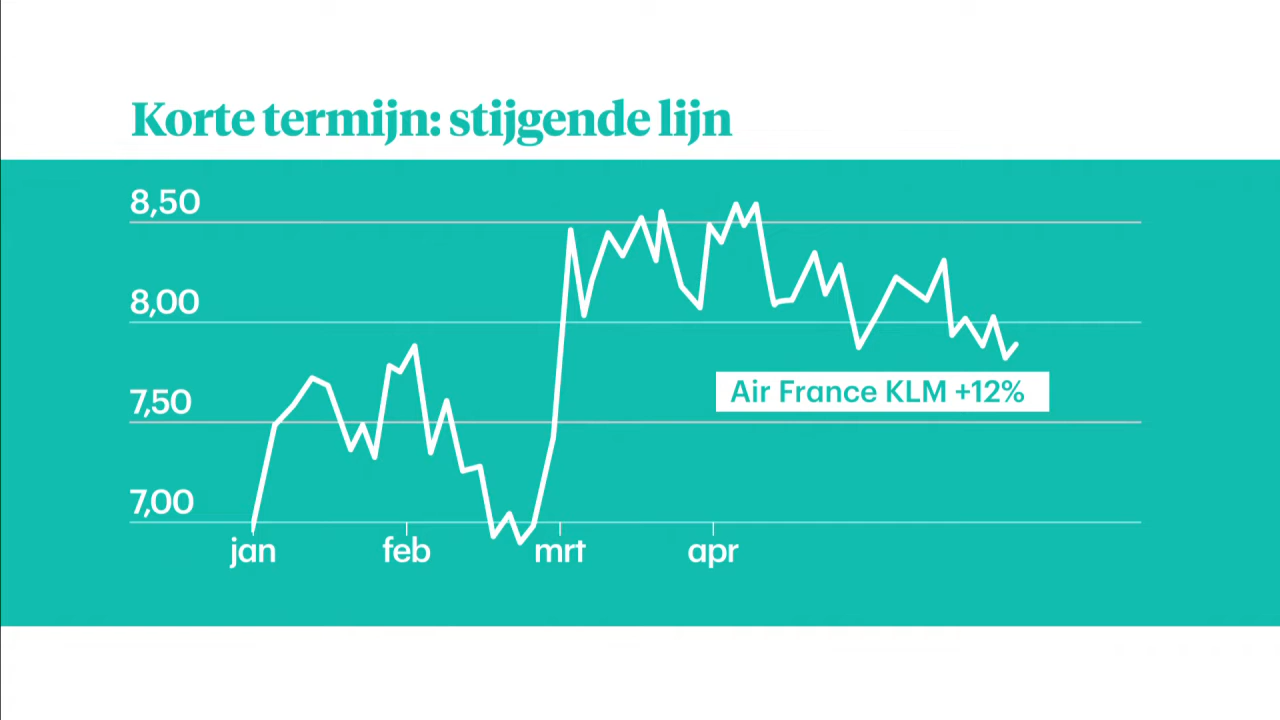 Korte termijn: stijgende lijn
8,50
8,00
Air France KLM +12%
7,50
7,00
jan feb mrt apr